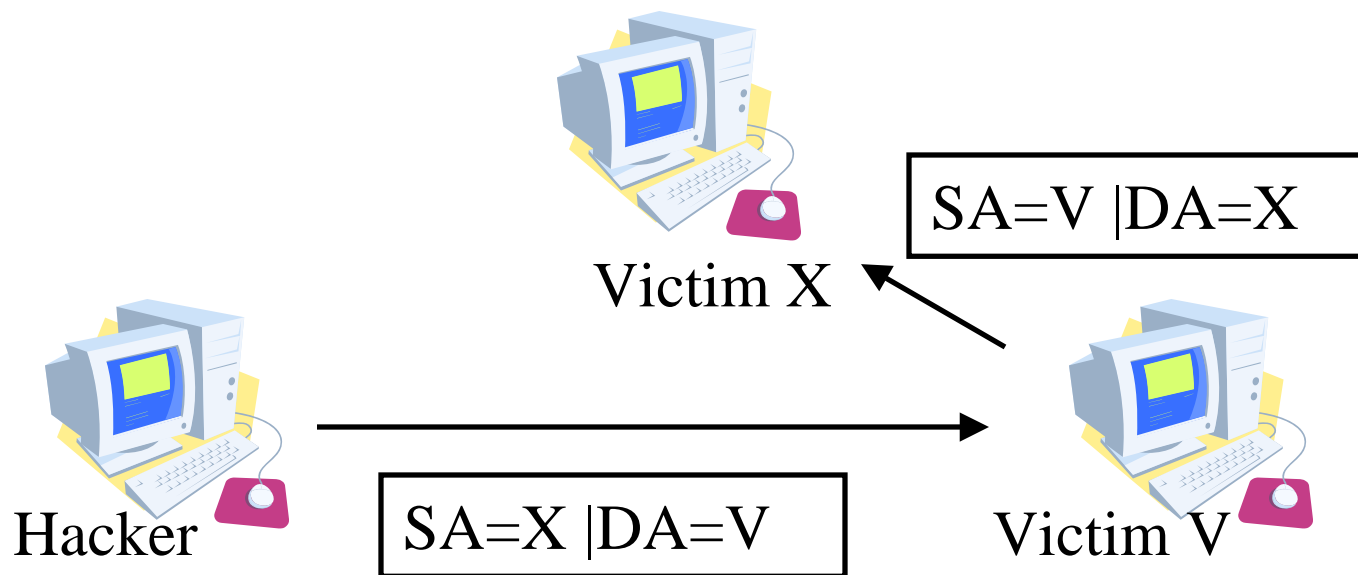 SA=V |DA=X
Victim X
Hacker
SA=X |DA=V
Victim V